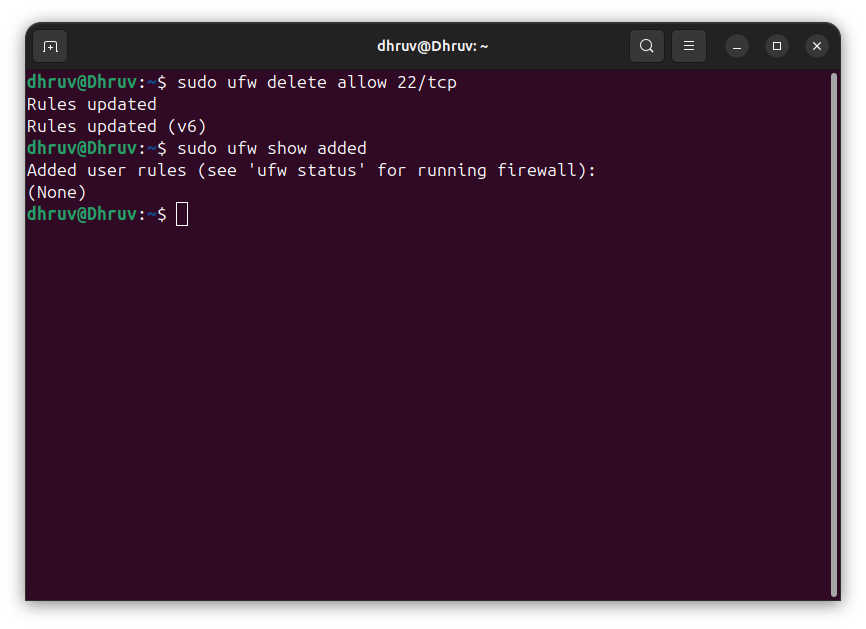 dhruv@Dhruv: ~
dhruv@Dhruv:~$ sudo ufw delete allow 22/tcp
Rules updated
Rules updated (v6)
dhruv@Dhruv:~$ sudo ufw show added
Added user rules (see 'ufw status' for running firewall):
(None)
dhruv@Dhruv:~$